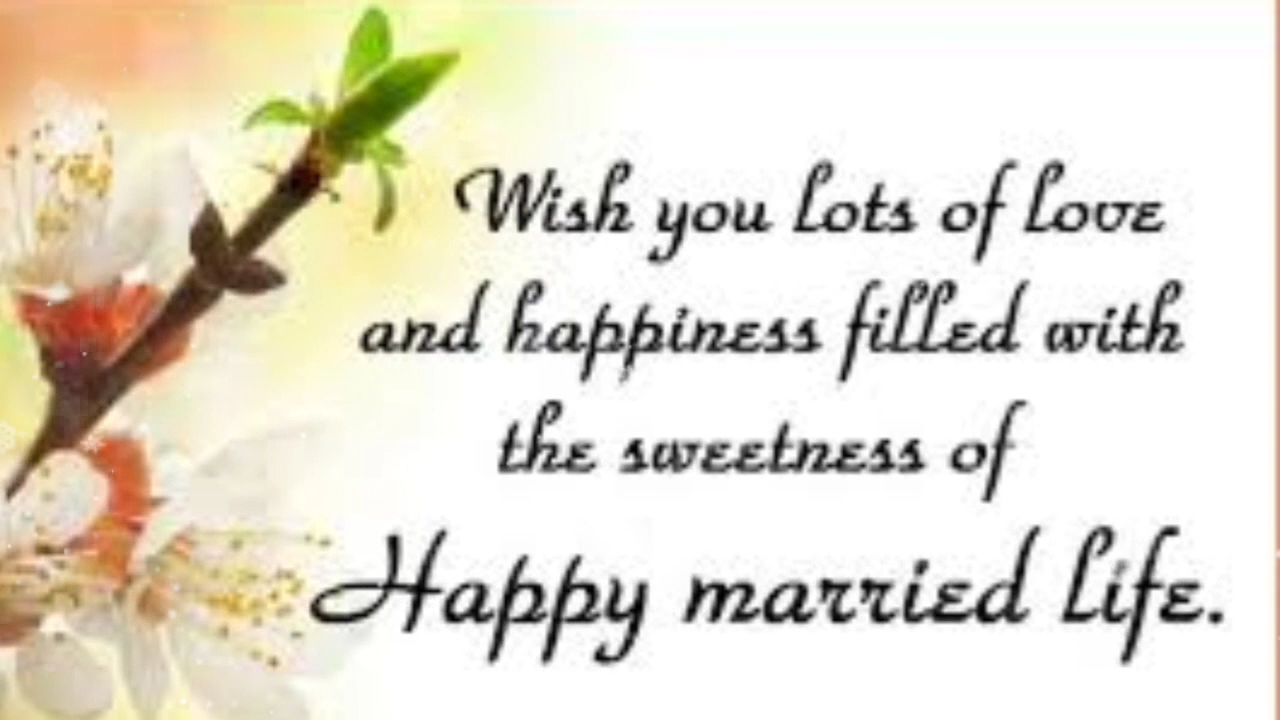 Wish you lots of love
and happiness filled with
the sweetness of
Happy married life.